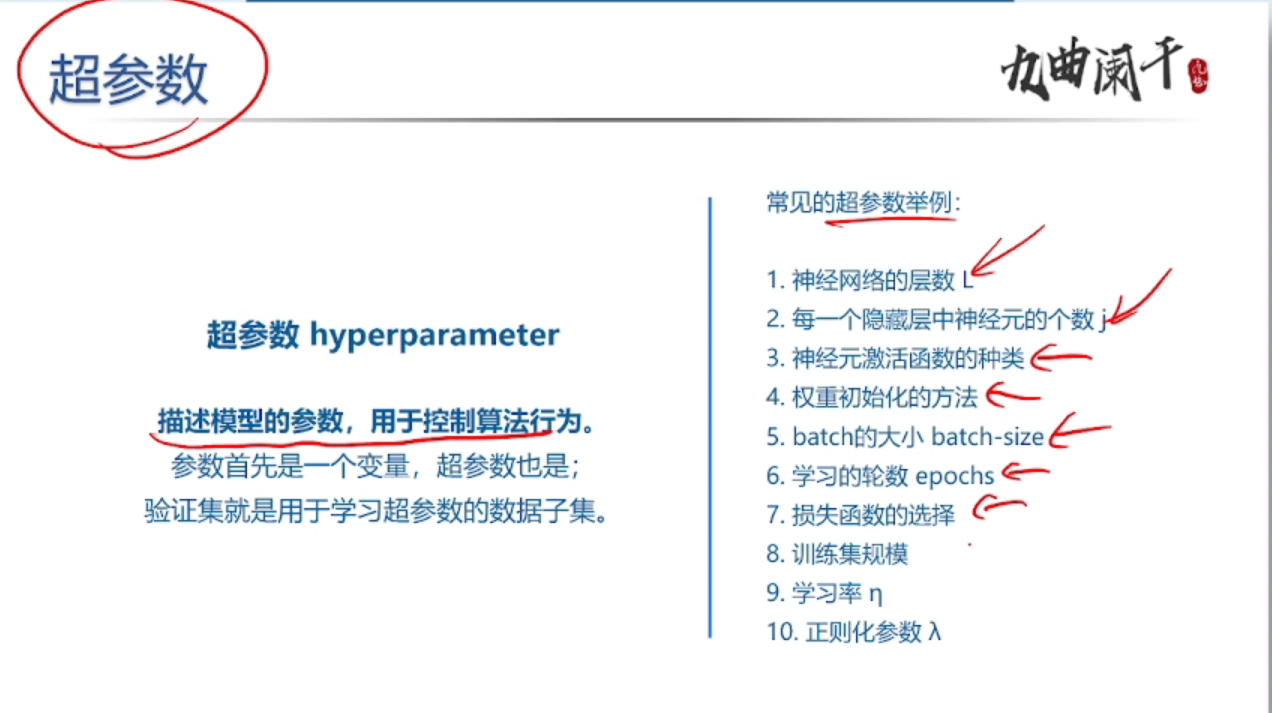 超参数
九曲阑干
超参数 hyperparameter
描述模型的参数，用于控制算法行为。
参数首先是一个变量，超参数也是；
验证集就是用于学习超参数的数据子集。
常见的超参数举例：
1. 神经网络的层数 L
2. 每一个隐藏层中神经元的个数 j
3. 神经元激活函数的种类
4. 权重初始化的方法
5. batch的大小 batch-size
6. 学习的轮数 epochs
7. 损失函数的选择
8. 训练集规模
9. 学习率 η
10. 正则化参数 λ